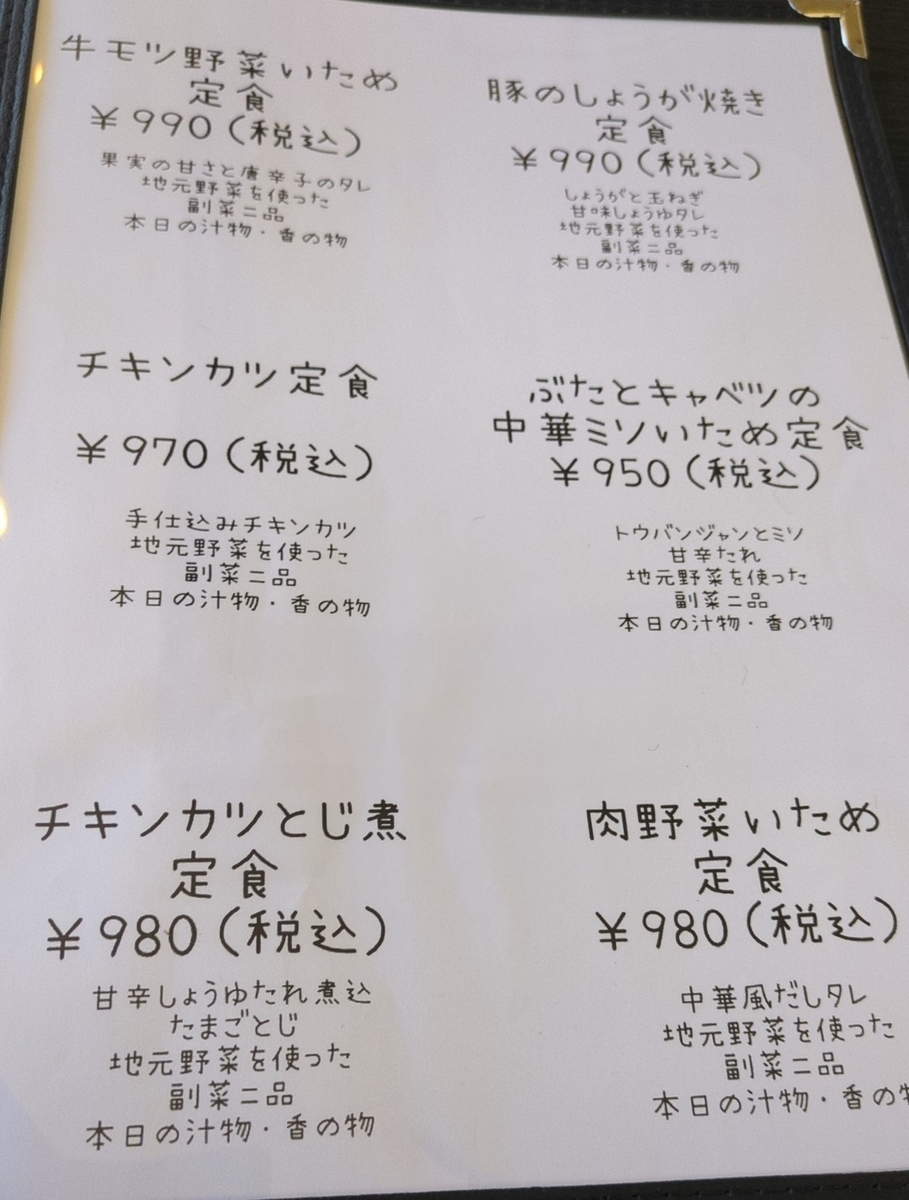 牛モツ野菜いため
定食
￥990(税込)
果実の甘さと唐辛子のタレ
地元野菜を使った
副菜二品
本日の汁物・香の物
豚のしょうが焼き
定食
￥990(税込)
しょうがと玉ねぎ
甘味しょうゆタレ
地元野菜を使った
副菜二品
本日の汁物・香の物
チキンカツ定食
￥970(税込)
手仕込みチキンカツ
地元野菜を使った
副菜二品
本日の汁物・香の物
ぶたとキャベツの
中華ミソいため定食
￥950(税込)
トウバンジャンとミソ
甘辛たれ
地元野菜を使った
副菜二品
本日の汁物・香の物
チキンカツとじ煮
定食
￥980(税込)
甘辛しょうゆたれ煮込
たまごとじ
地元野菜を使った
副菜二品
本日の汁物・香の物
肉野菜いため
定食
￥980(税込)
中華風だしタレ
地元野菜を使った
副菜二品
本日の汁物・香の